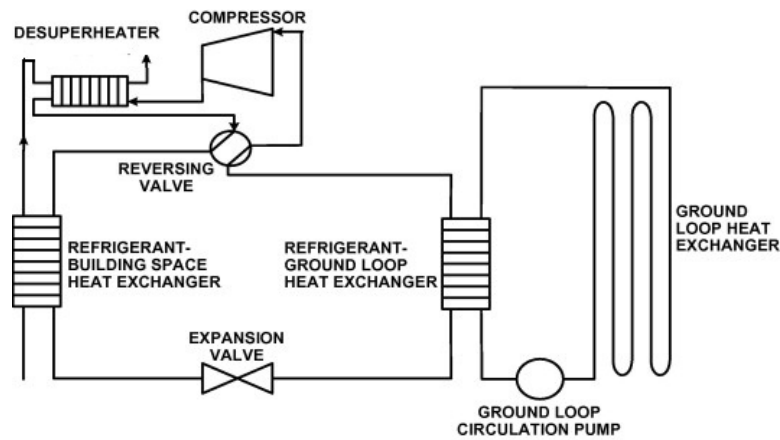 COMPRESSOR
DESUPERHEATER
REVERSING
VALVE
REFRIGERANT-
BUILDING SPACE
HEAT EXCHANGER
REFRIGERANT-
GROUND LOOP
HEAT EXCHANGER
GROUND
LOOP HEAT
EXCHANGER
EXPANSION
VALVE
GROUND LOOP
CIRCULATION PUMP